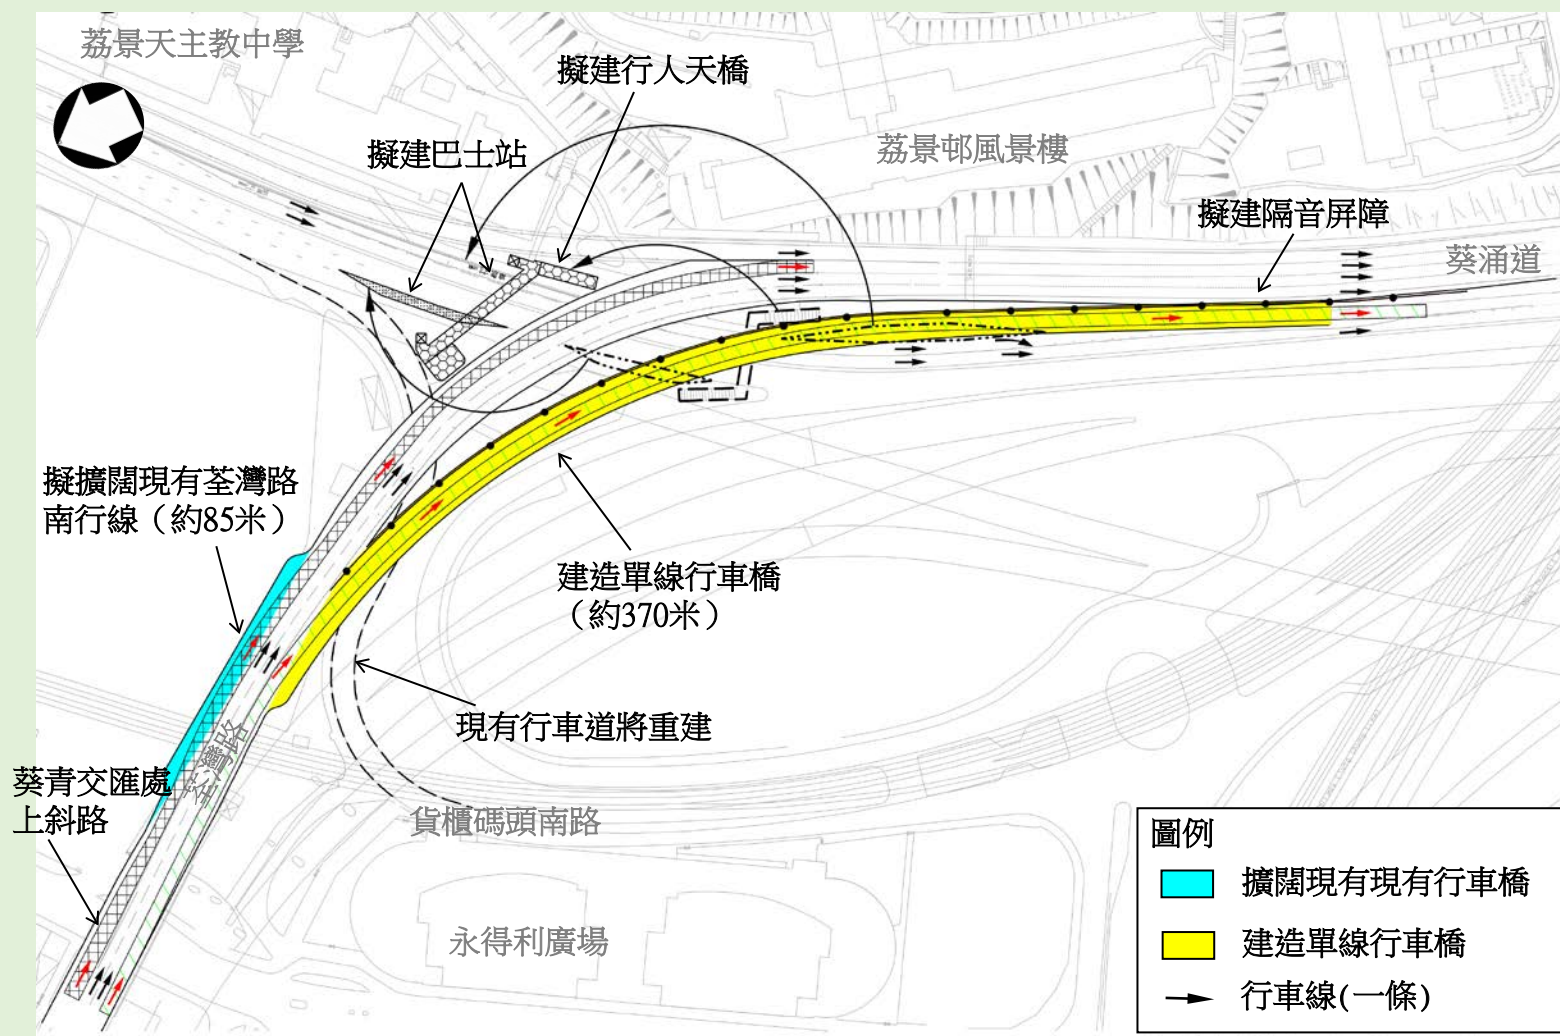 荔景天主教中學
擬建行人天橋
擬建巴士站
荔景邨風景樓
擬建隔音屏障
葵涌道
擬擴闊現有荃灣路
南行線（約85米）
建造單線行車橋
（約370米）
現有行車道將重建
荃灣路
葵青交匯處
上斜路
貨櫃碼頭南路
永得利廣場
圖例
擴闊現有現有行車橋
建造單線行車橋
行車線(一條)